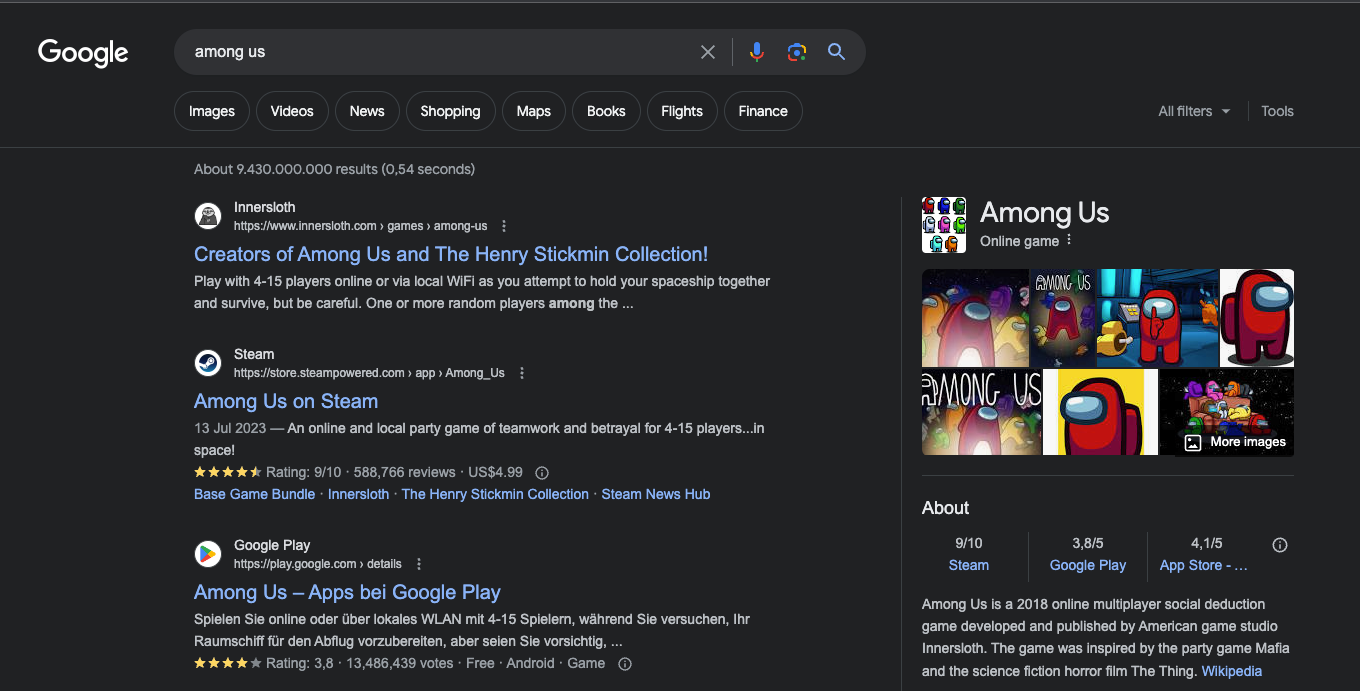 Google
among us
Images
Videos
News
Shopping
Maps
Books
Flights
Finance
All filters
Tools
About 9.430.000.000 results (0,54 seconds)
Innersloth
https://www.innersloth.com › games › among-us
Creators of Among Us and The Henry Stickmin Collection!
Play with 4-15 players online or via local WiFi as you attempt to hold your spaceship together
and survive, but be careful. One or more random players among the ...
Steam
https://store.steampowered.com › app › Among_Us
Among Us on Steam
13 Jul 2023 — An online and local party game of teamwork and betrayal for 4-15 players...in
space!
Rating: 9/10 · 588,766 reviews · US$4.99
Base Game Bundle · Innersloth · The Henry Stickmin Collection · Steam News Hub
Google Play
https://play.google.com › details
Among Us – Apps bei Google Play
Spielen Sie online oder über lokales WLAN mit 4-15 Spielern, während Sie versuchen, Ihr
Raumschiff für den Abflug vorzubereiten, aber seien Sie vorsichtig, ...
Rating: 3,8 · 13,486,439 votes · Free · Android · Game
Among Us
Online game
AMONG US
AMONG US
More images
About
9/10
Steam
3,8/5
Google Play
4,1/5
App Store - ...
Among Us is a 2018 online multiplayer social deduction
game developed and published by American game studio
Innersloth. The game was inspired by the party game Mafia
and the science fiction horror film The Thing. Wikipedia